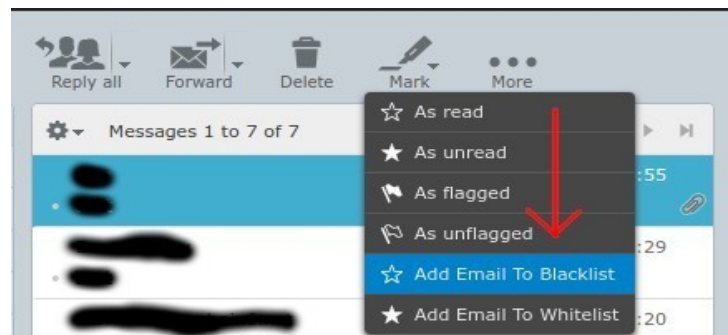 Reply all
Forward
Delete
Mark
More
Messages 1 to 7 of 7
As read
As unread
:55
As flagged
As unflagged
:29
Add Email To Blacklist
Add Email To Whitelist
:20